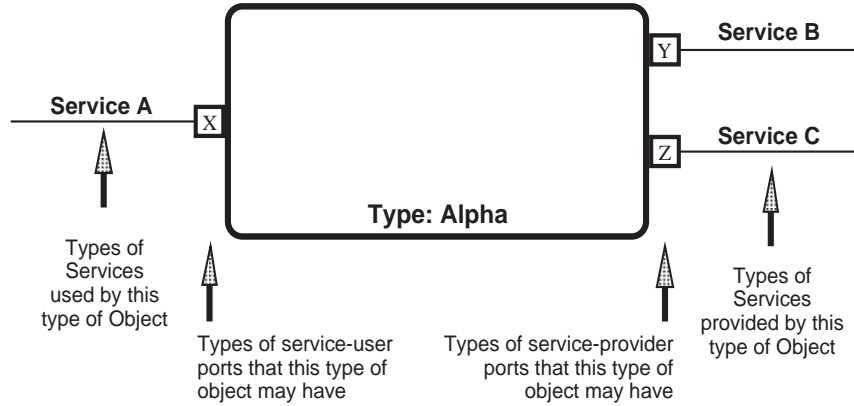 Service B
Y
Service A
X
Service C
Z
Type: Alpha
Types of
Services
used by this
type of Object
Types of service-user
ports that this type of
object may have
Types of service-provider
ports that this type of
object may have
Types of
Services
provided by this
type of Object